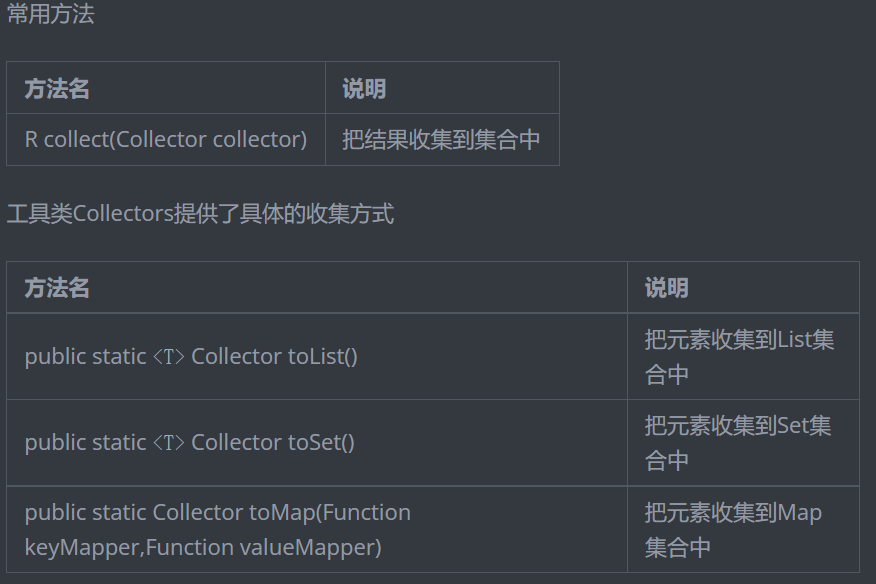 常用方法
方法名
说明
R collect(Collector collector)
把结果收集到集合中
工具类Collectors提供了具体的收集方式
方法名
说明
public static <T> Collector toList()
把元素收集到List集
合中
public static <T> Collector toSet()
把元素收集到Set集
合中
public static Collector toMap(Function
keyMapper,Function valueMapper)
把元素收集到Map
集合中